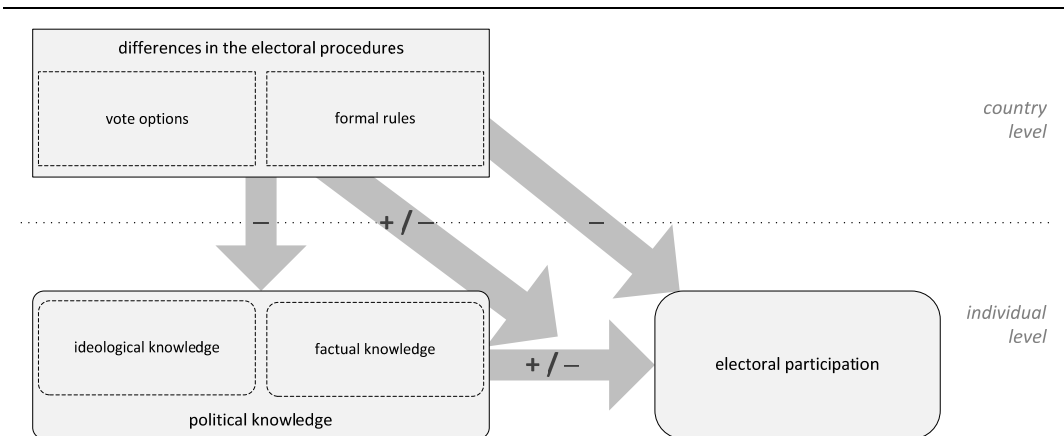 differences in the electoral procedures
vote options
formal rules
country
level
–
+ / –
–
individual
level
ideological knowledge
factual knowledge
+ / –
electoral participation
political knowledge